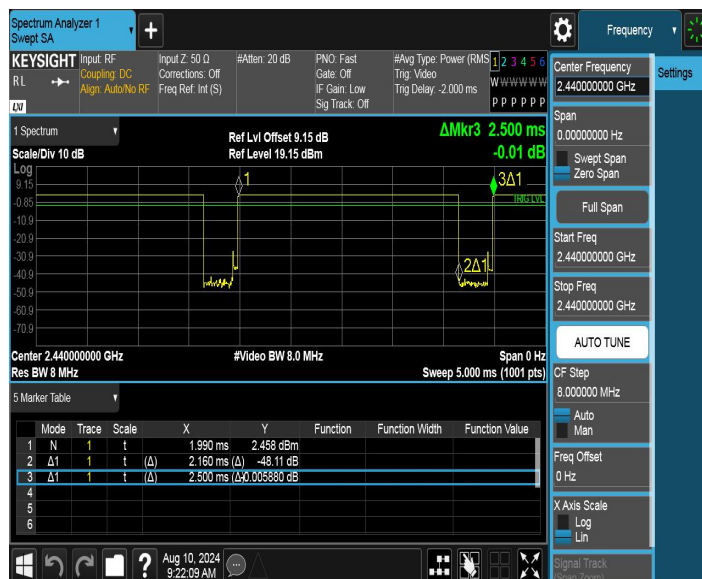 Spectrum Analyzer 1
Swept SA
+
Frequency
KEYSIGHT
RL
LXI
Input: RF
Coupling: DC
Align: Auto/No RF
Input Z: 50 Ω
Corrections: Off
Freq Ref: Int (S)
#Atten: 20 dB
PNO: Fast
Gate: Off
IF Gain: Low
Sig Track: Off
#Avg Type: Power (RMS
Trig: Video
Trig Delay: -2.000 ms
1 2 3 4 5 6
W W W W W W
P P P P P P
1 Spectrum
Scale/Div 10 dB
Ref Lvl Offset 9.15 dB
Ref Level 19.15 dBm
ΔMkr3 2.500 ms
-0.01 dB
Log
9.15
-0.85
-10.9
-20.9
-30.9
-40.9
-50.9
-60.9
-70.9
1
3Δ1
TRIG LVL
2Δ1
Center 2.440000000 GHz
Res BW 8 MHz
#Video BW 8.0 MHz
Span 0 Hz
Sweep 5.000 ms (1001 pts)
5 Marker Table
Mode Trace Scale X Y Function Function Width Function Value
1 N 1 t 1.990 ms 2.458 dBm
2 Δ1 1 t (Δ) 2.160 ms (Δ) -48.11 dB
3 Δ1 1 t (Δ) 2.500 ms (Δ)-0.005880 dB
4
5
6
?
Aug 10, 2024
9:22:09 AM
Center Frequency
2.440000000 GHz
Settings
Span
0.00000000 Hz
Swept Span
Zero Span
Full Span
Start Freq
2.440000000 GHz
Stop Freq
2.440000000 GHz
AUTO TUNE
CF Step
8.000000 MHz
Auto
Man
Freq Offset
0 Hz
X Axis Scale
Log
Lin
Signal Track
(Span Zoom)